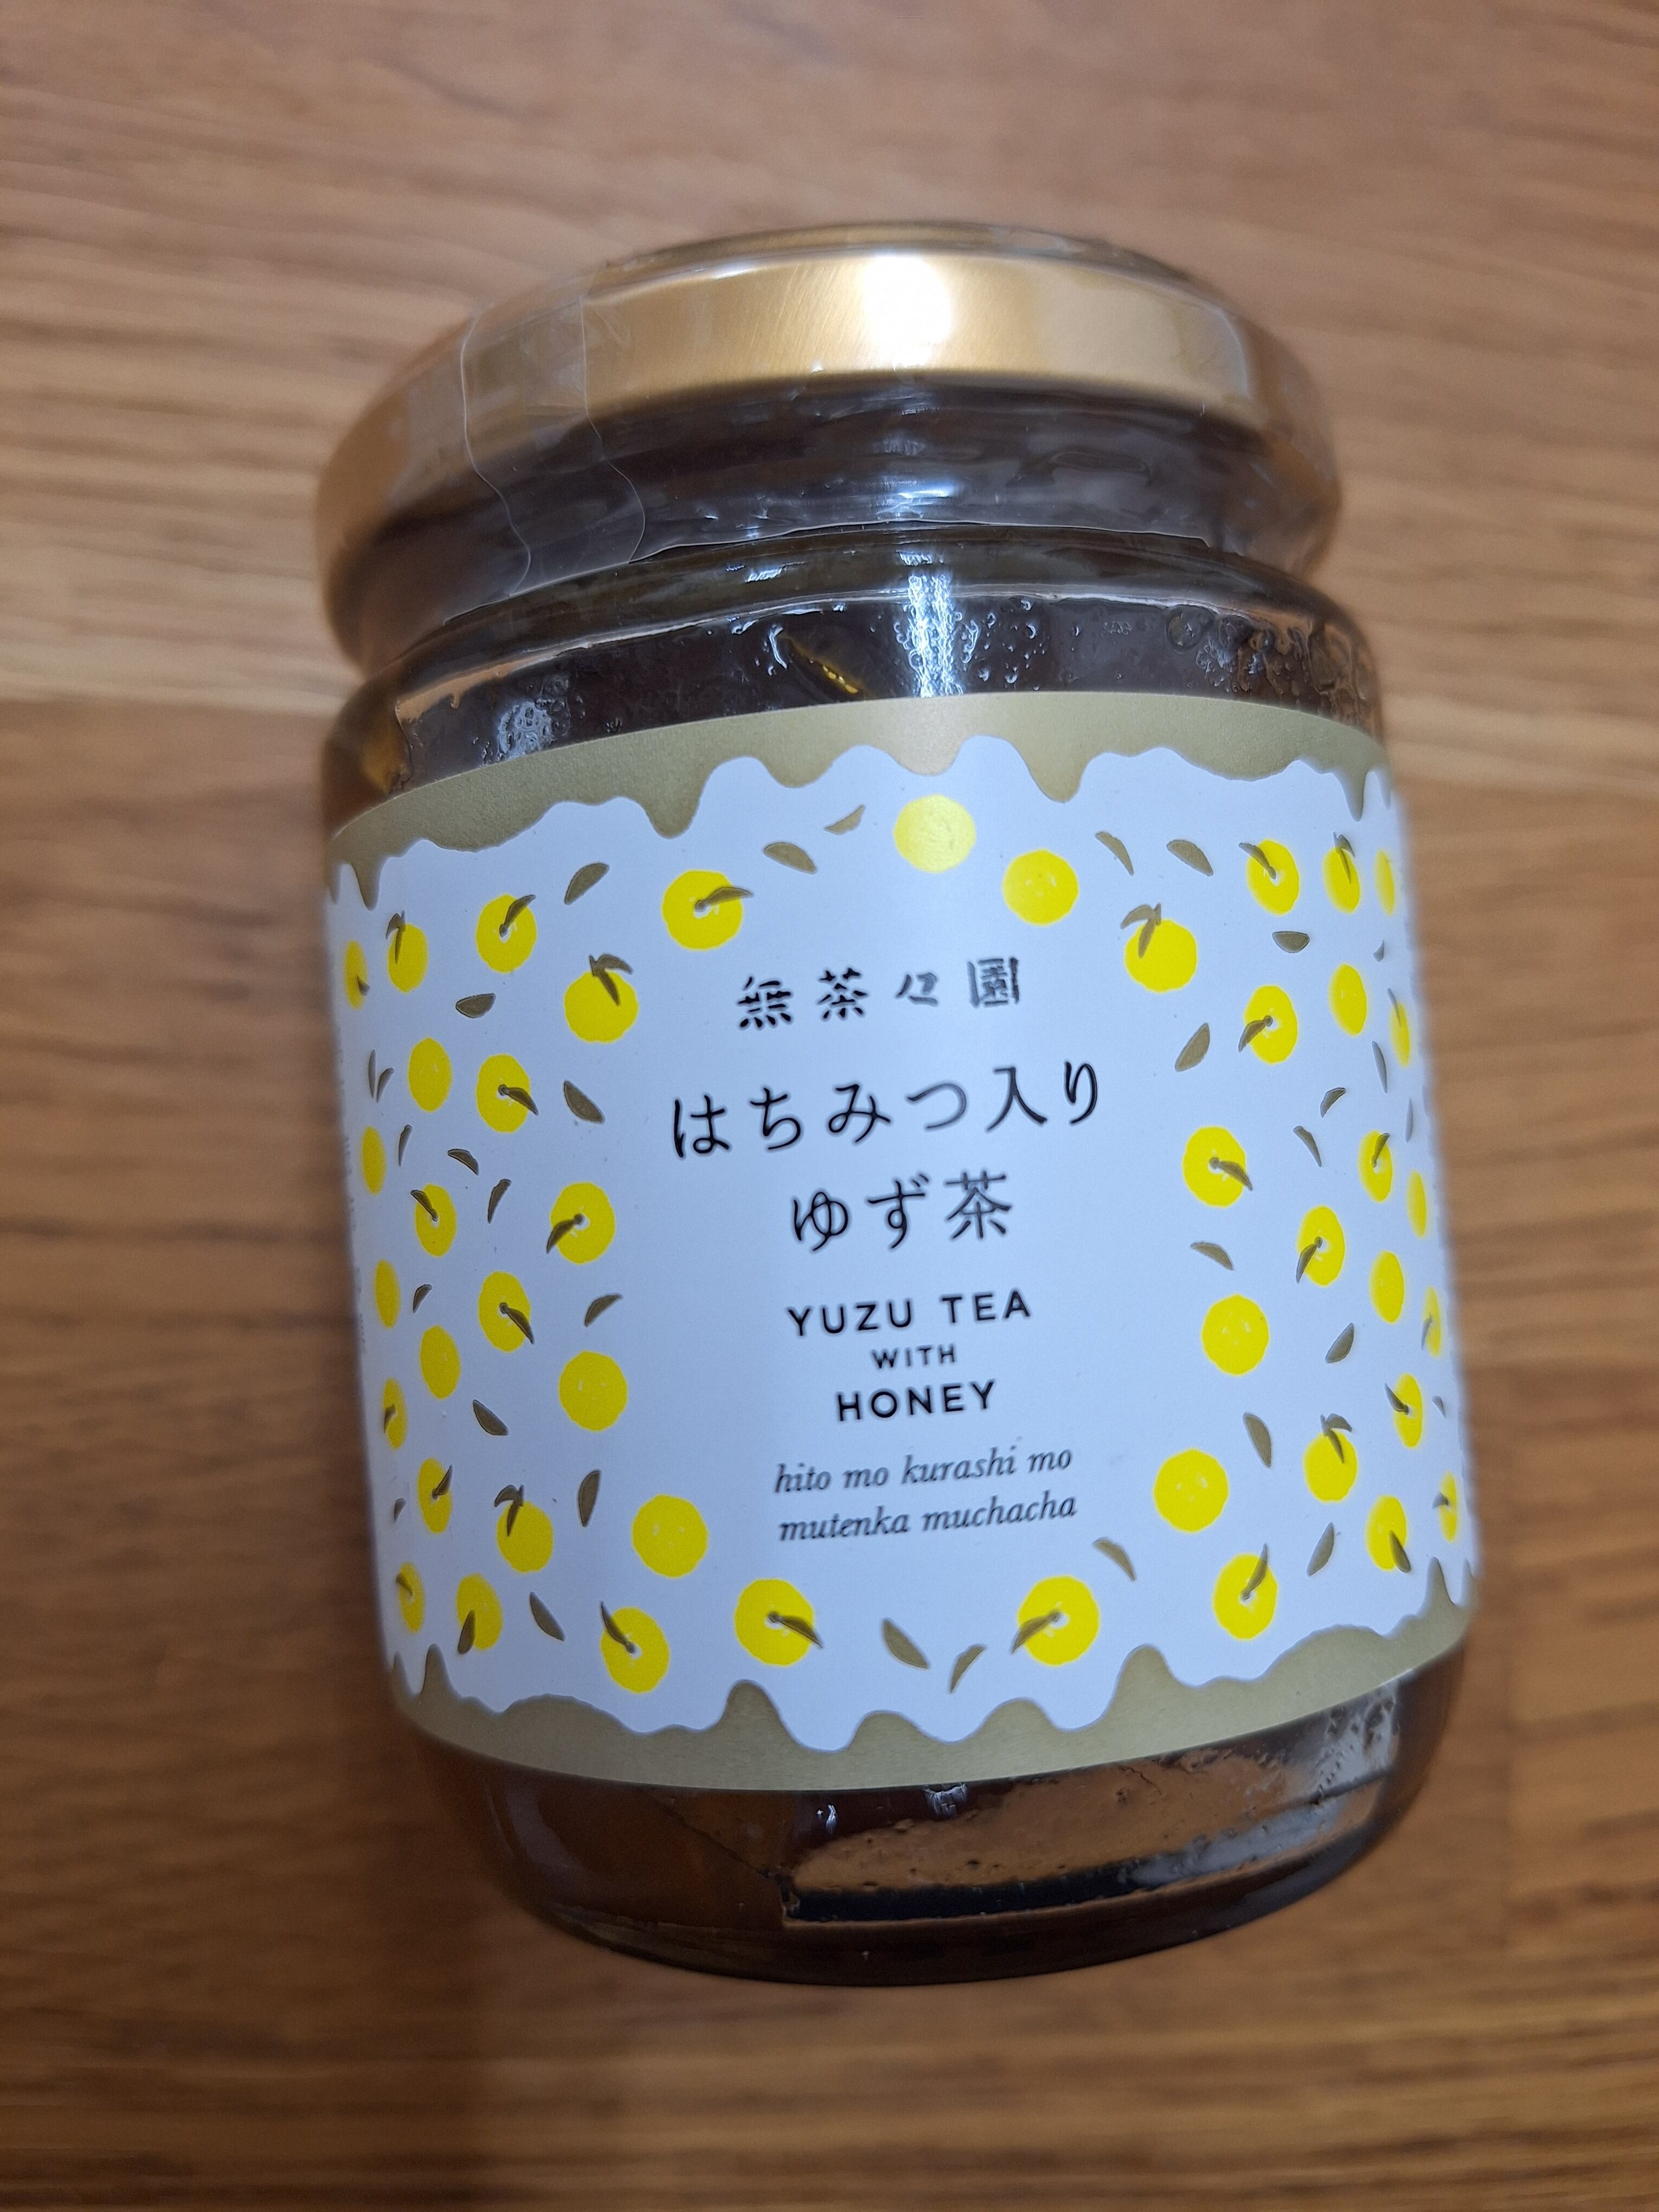 無茶々園
はちみつ入り
ゆず茶
YUZU TEA
WITH
HONEY
hito mo kurashi mo
mutenka muchacha